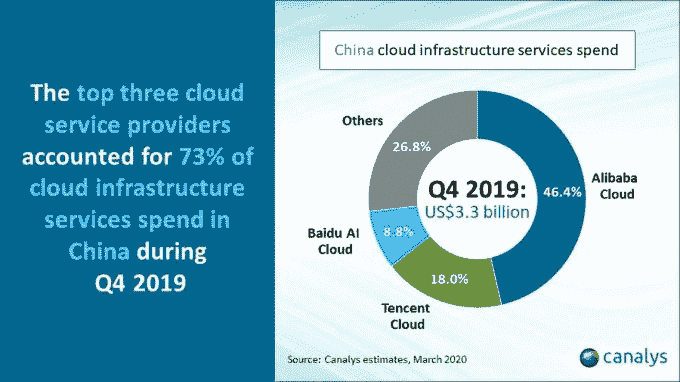 The top three cloud
service providers
accounted for 73% of
cloud infrastructure
services spend in
China during
Q4 2019
China cloud infrastructure services spend
Others
26.8%
Alibaba
Cloud
46.4%
Q4 2019:
US$3.3 billion
Baidu AI
Cloud
8.8%
18.0%
Tencent
Cloud
Source: Canalys estimates, March 2020
canalys